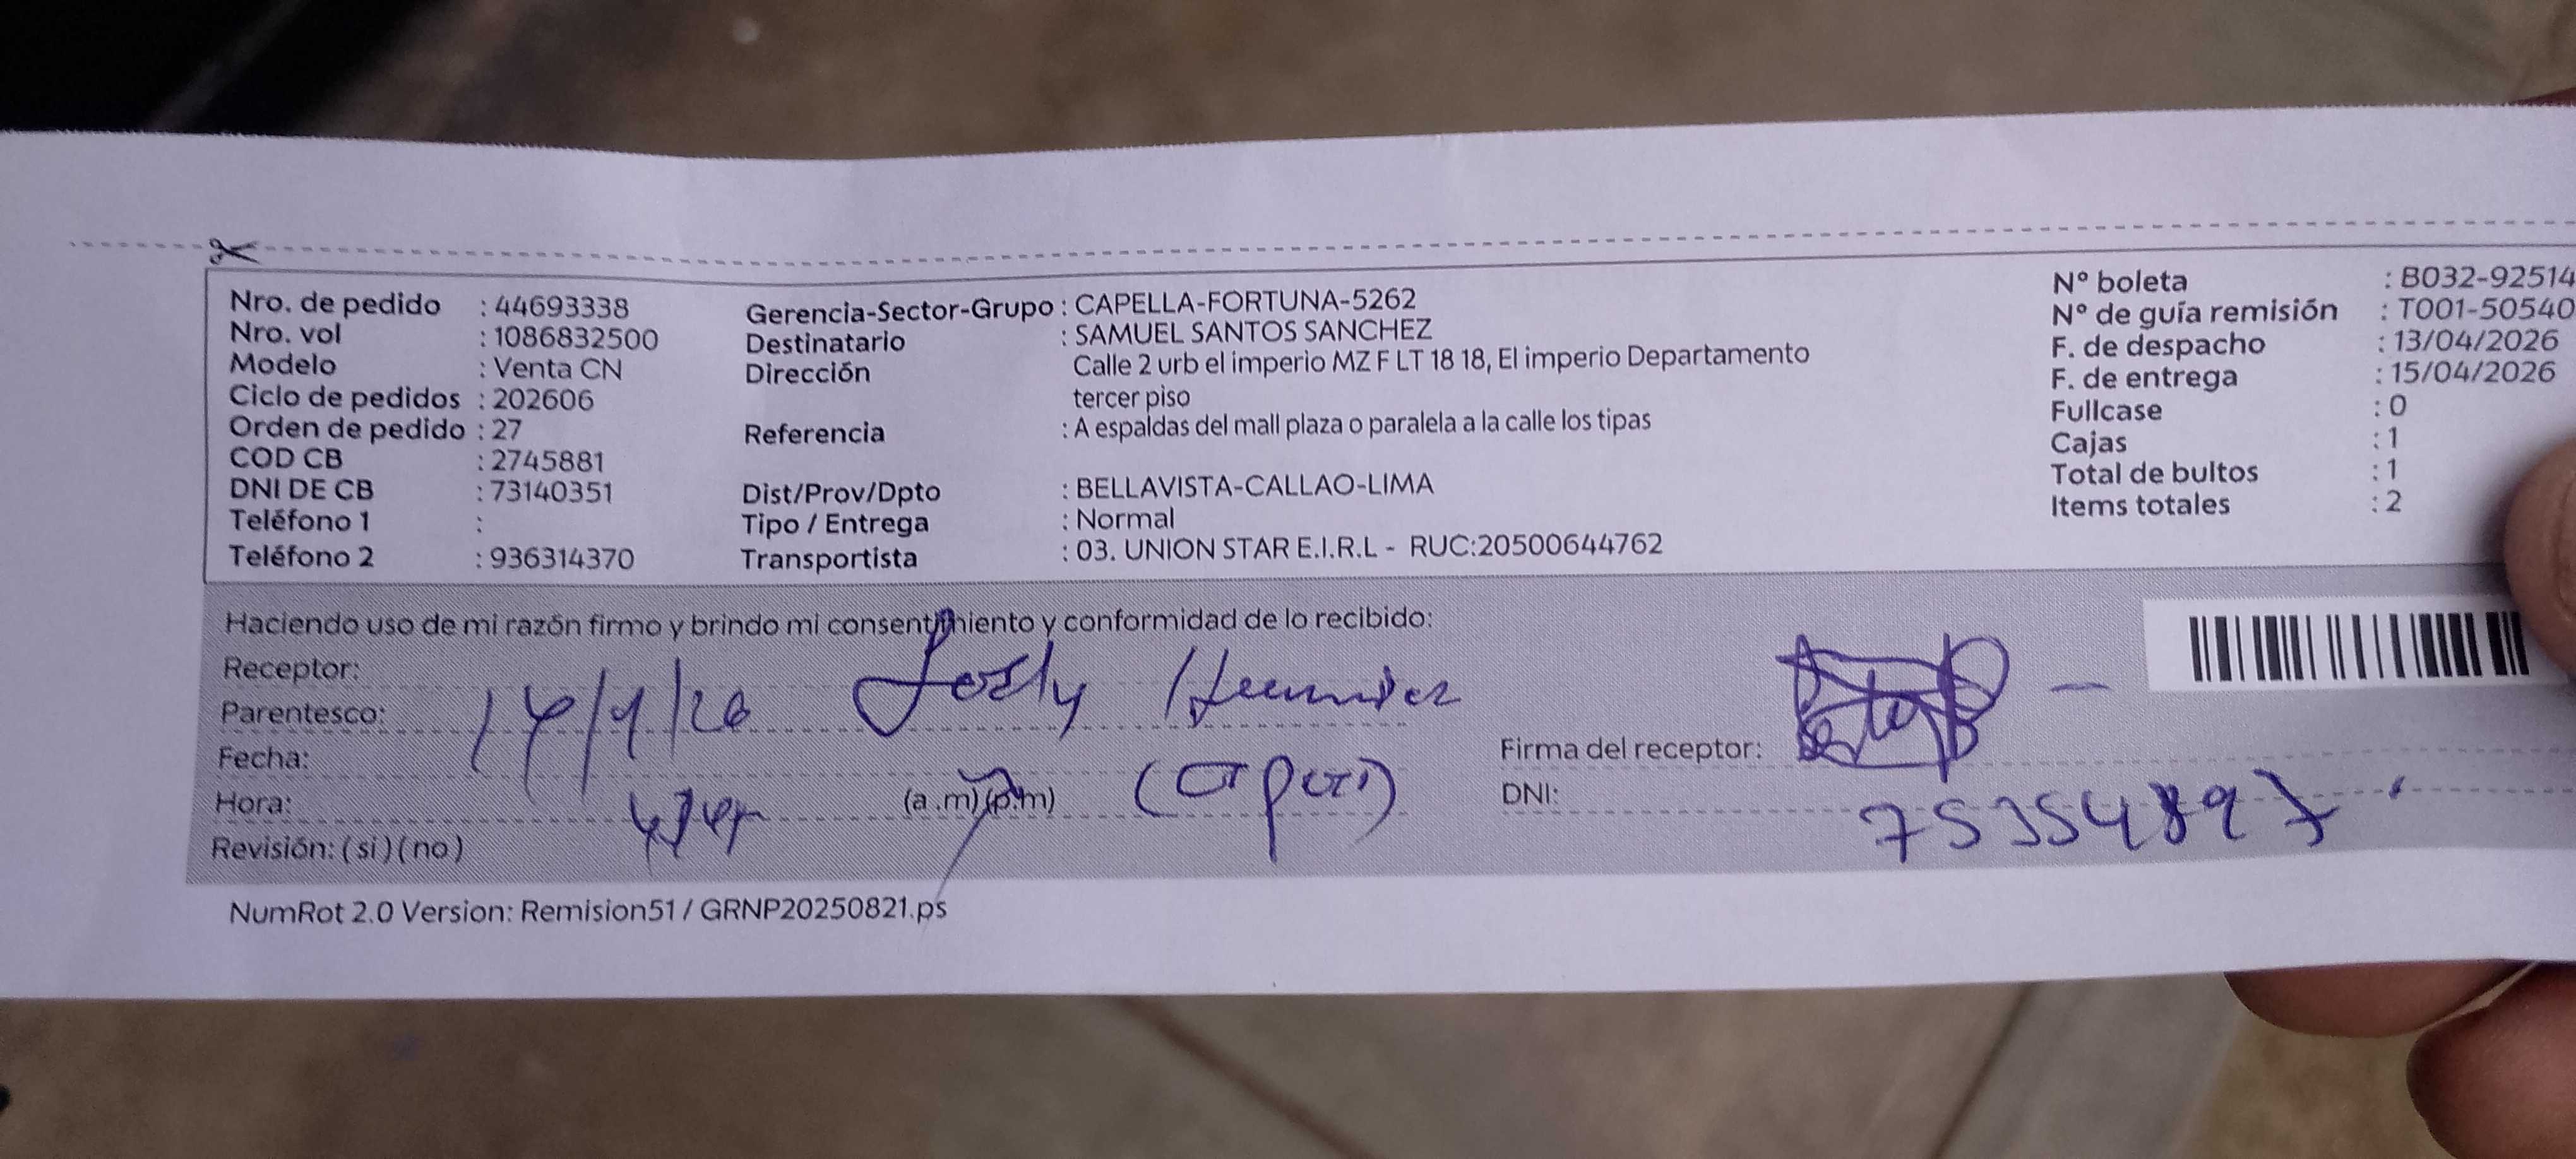 Nro. de pedido : 44693338
Nro. vol : 1086832500
Modelo : Venta CN
Ciclo de pedidos : 202606
Orden de pedido : 27
COD CB : 2745881
DNI DE CB : 73140351
Teléfono 1 :
Teléfono 2 : 936314370
Gerencia-Sector-Grupo : CAPELLA-FORTUNA-5262
Destinatario : SAMUEL SANTOS SANCHEZ
Dirección Calle 2 urb el imperio MZ F LT 18 18, El imperio Departamento
tercer piso
Referencia : A espaldas del mall plaza o paralela a la calle los tipas
Dist/Prov/Dpto : BELLAVISTA-CALLAO-LIMA
Tipo / Entrega : Normal
Transportista : 03. UNION STAR E.I.R.L - RUC:20500644762
N° boleta : B032-92514
N° de guía remisión : T001-50540
F. de despacho : 13/04/2026
F. de entrega : 15/04/2026
Fullcase : 0
Cajas : 1
Total de bultos : 1
Items totales : 2
Haciendo uso de mi razón firmo y brindo mi consentimiento y conformidad de lo recibido:
Receptor:
Parentesco:
Fecha:
Hora: (a.m)(p.m)
Revisión: (si)(no)
Firma del receptor:
DNI:
NumRot 2.0 Version: Remision51 / GRNP20250821.ps